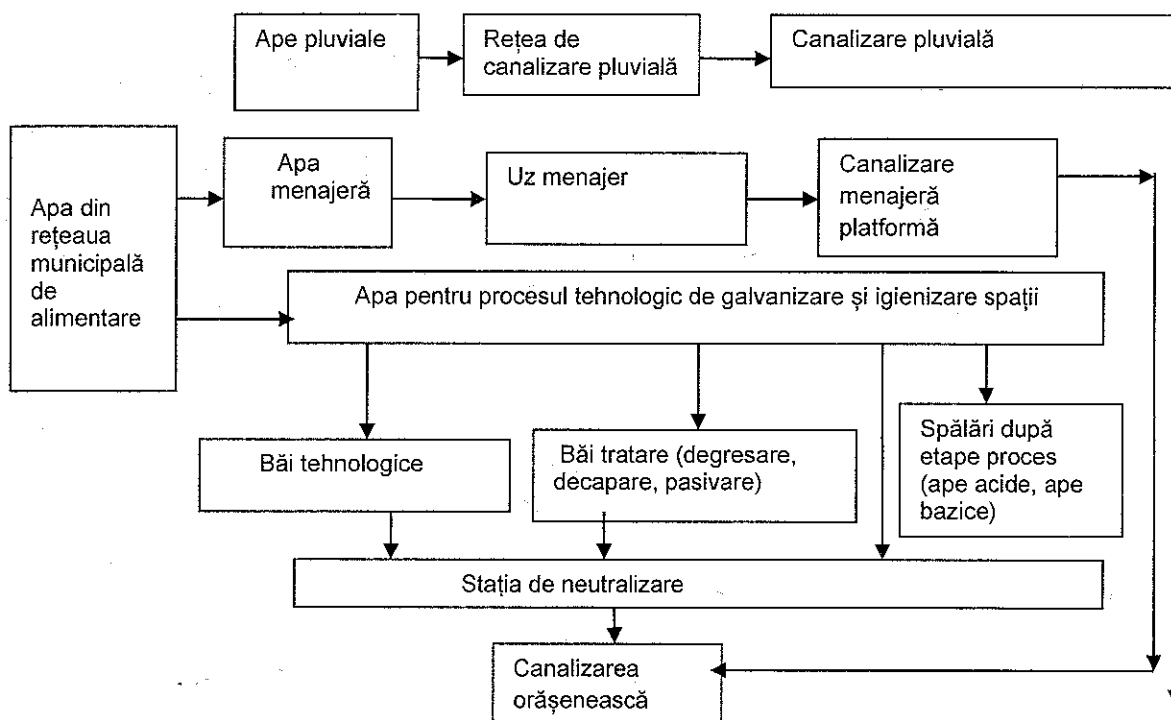 Ape pluviale
Rețea de
canalizare pluvială
Canalizare pluvială
Apa din
rețeaua
municipală
de
alimentare
Apa
menajeră
Uz menajer
Canalizare
menajeră
platformă
Apa pentru procesul tehnologic de galvanizare și igienizare spații
Băi tehnologice
Băi tratare (degresare,
decapare, pasivare)
Spălări după
etape proces
(ape acide, ape
bazice)
Stația de neutralizare
Canalizarea
orășenească